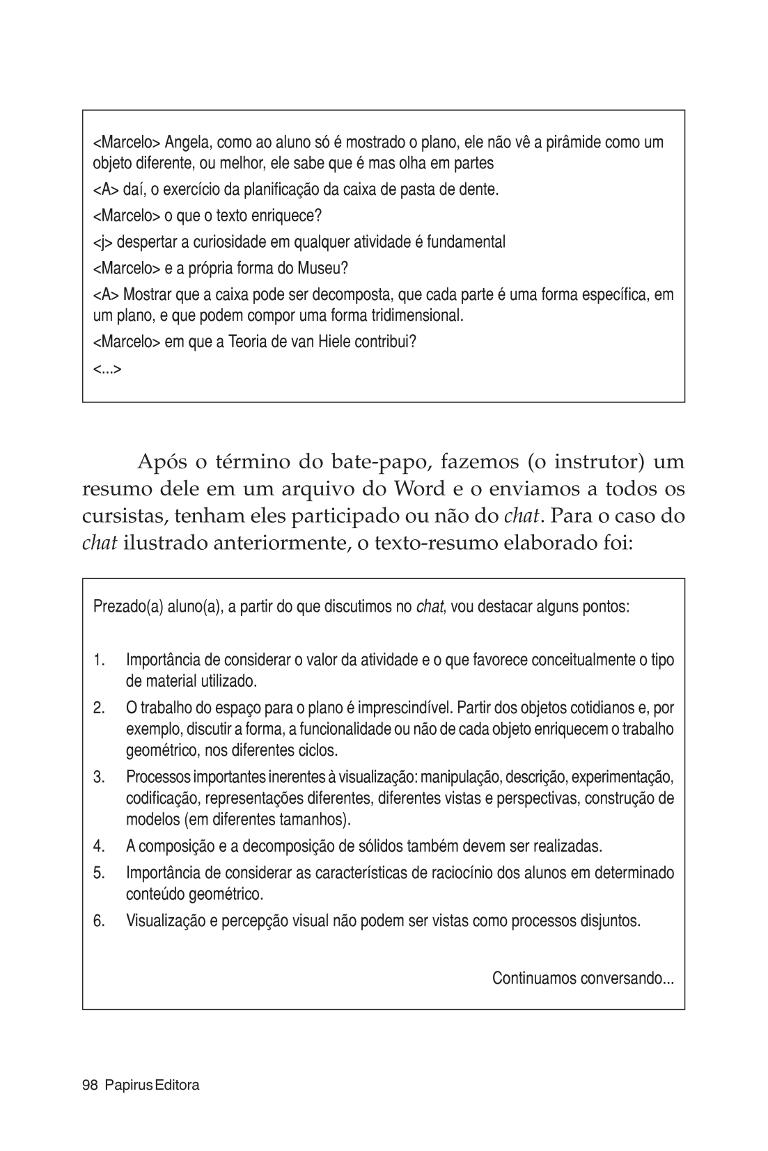 <Marcelo> Angela, como ao aluno só é mostrado o plano, ele não vê a pirâmide como um
objeto diferente, ou melhor, ele sabe que é mas olha em partes
<A> daí, o exercício da planificação da caixa de pasta de dente.
<Marcelo> o que o texto enriquece?
<j> despertar a curiosidade em qualquer atividade é fundamental
<Marcelo> e a própria forma do Museu?
<A> Mostrar que a caixa pode ser decomposta, que cada parte é uma forma específica, em
um plano, e que podem compor uma forma tridimensional.
<Marcelo> em que a Teoria de van Hiele contribui?
<...>
Após o término do bate-papo, fazemos (o instrutor) um
resumo dele em um arquivo do Word e o enviamos a todos os
cursistas, tenham eles participado ou não do chat. Para o caso do
chat ilustrado anteriormente, o texto-resumo elaborado foi:
Prezado(a) aluno(a), a partir do que discutimos no chat, vou destacar alguns pontos:
1. Importância de considerar o valor da atividade e o que favorece conceitualmente o tipo
de material utilizado.
2. O trabalho do espaço para o plano é imprescindível. Partir dos objetos cotidianos e, por
exemplo, discutir a forma, a funcionalidade ou não de cada objeto enriquecem o trabalho
geométrico, nos diferentes ciclos.
3. Processos importantes inerentes à visualização: manipulação, descrição, experimentação,
codificação, representações diferentes, diferentes vistas e perspectivas, construção de
modelos (em diferentes tamanhos).
4. A composição e a decomposição de sólidos também devem ser realizadas.
5. Importância de considerar as características de raciocínio dos alunos em determinado
conteúdo geométrico.
6. Visualização e percepção visual não podem ser vistas como processos disjuntos.
Continuamos conversando...
98 Papirus Editora